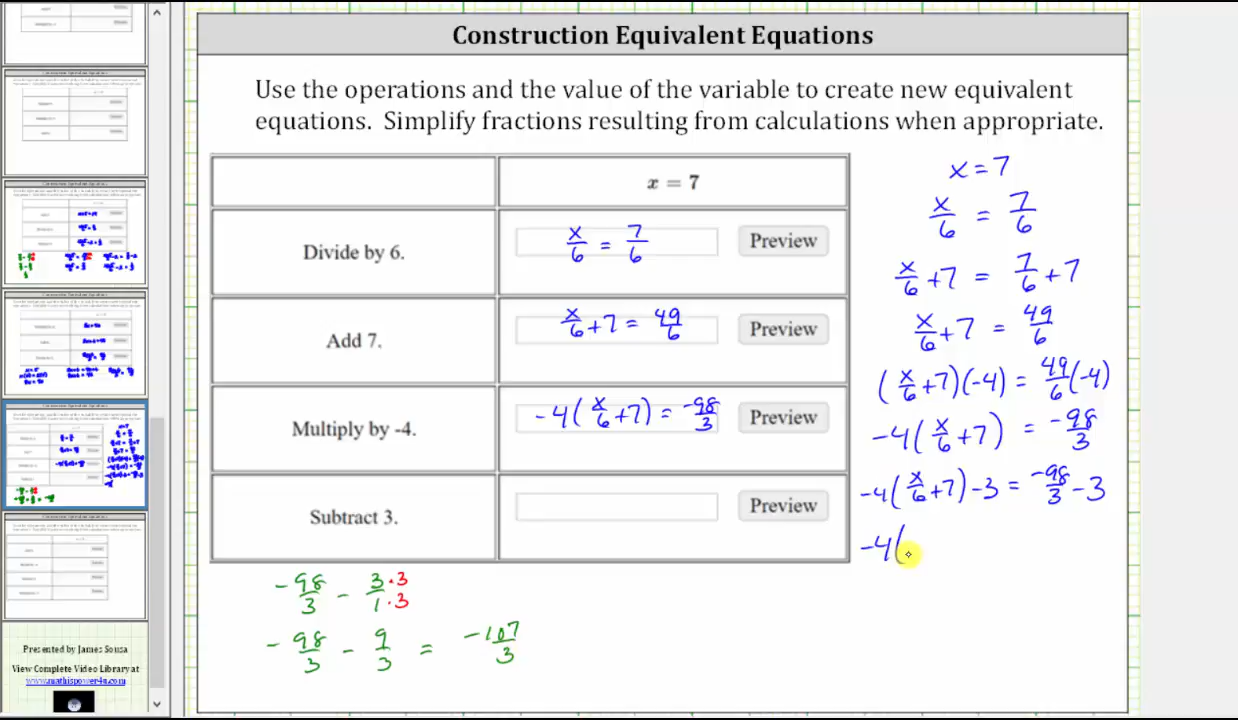 Construction Equivalent Equations
Use the operations and the value of the variable to create new equivalent
equations. Simplify fractions resulting from calculations when appropriate.
x = 7
Divide by 6.
x/6 = 7/6
Preview
Add 7.
x/6 + 7 = 49/6
Preview
Multiply by -4.
-4(x/6 + 7) = -98/3
Preview
Subtract 3.
Preview
x = 7
x/6 = 7/6
x/6 + 7 = 7/6 + 7
x/6 + 7 = 49/6
(x/6 + 7)(-4) = 49/6(-4)
-4(x/6 + 7) = -98/3
-4(x/6 + 7) - 3 = -98/3 - 3
-4(
-98/3 - 3/1 ·3 ·3
-98/3 - 9/3 = -107/3
Presented by James Sousa
View Complete Video Library at
www.mathispower4u.com